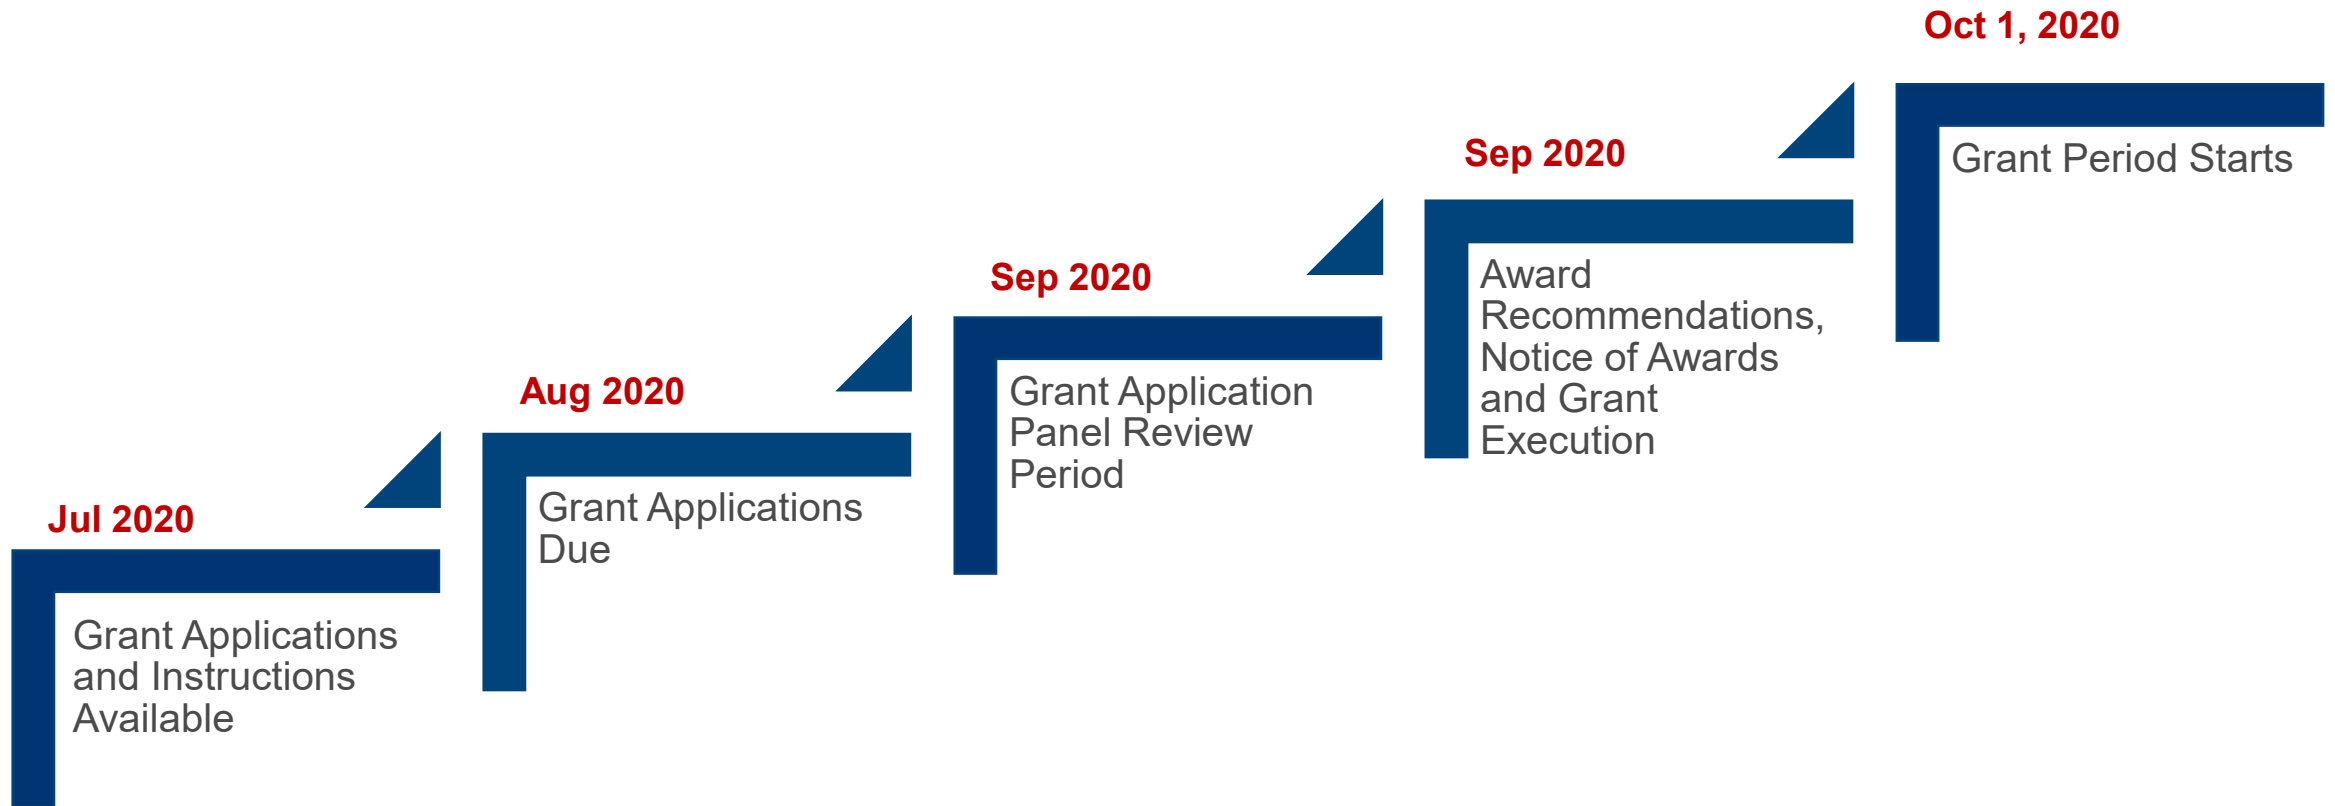 Jul 2020
Grant Applications
and Instructions
Available
Aug 2020
Grant Applications
Due
Sep 2020
Grant Application
Panel Review
Period
Sep 2020
Award
Recommendations,
Notice of Awards
and Grant
Execution
Oct 1, 2020
Grant Period Starts